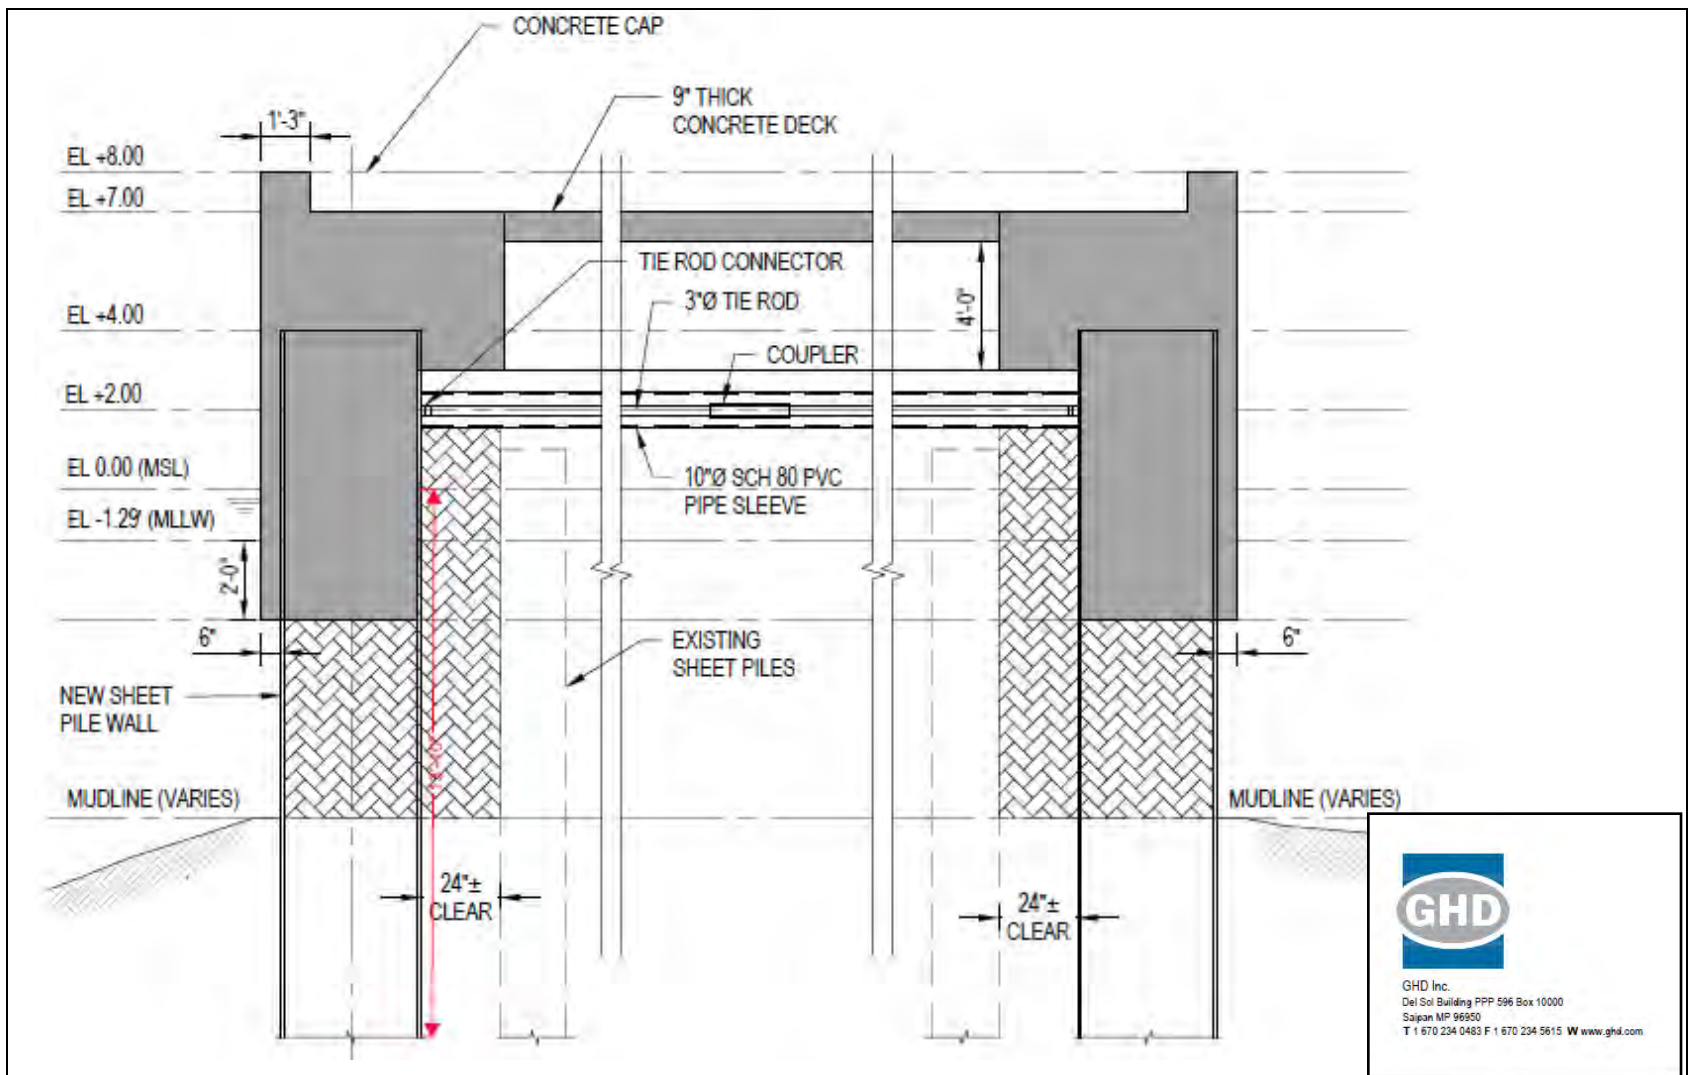 CONCRETE CAP
9" THICK
CONCRETE DECK
1'-3"
EL +8.00
EL +7.00
TIE ROD CONNECTOR
3"Ø TIE ROD
4'-0"
EL +4.00
COUPLER
EL +2.00
EL 0.00 (MSL)
10"Ø SCH 80 PVC
PIPE SLEEVE
EL -1.29' (MLLW)
2'-0"
6"
EXISTING
SHEET PILES
6"
NEW SHEET
PILE WALL
MUDLINE (VARIES)
MUDLINE (VARIES)
24"±
CLEAR
24"±
CLEAR
GHD
GHD Inc.
Del Sol Building PPP 596 Box 10000
Saipan MP 96950
T 1 670 234 0483 F 1 670 234 5615 W www.ghd.com